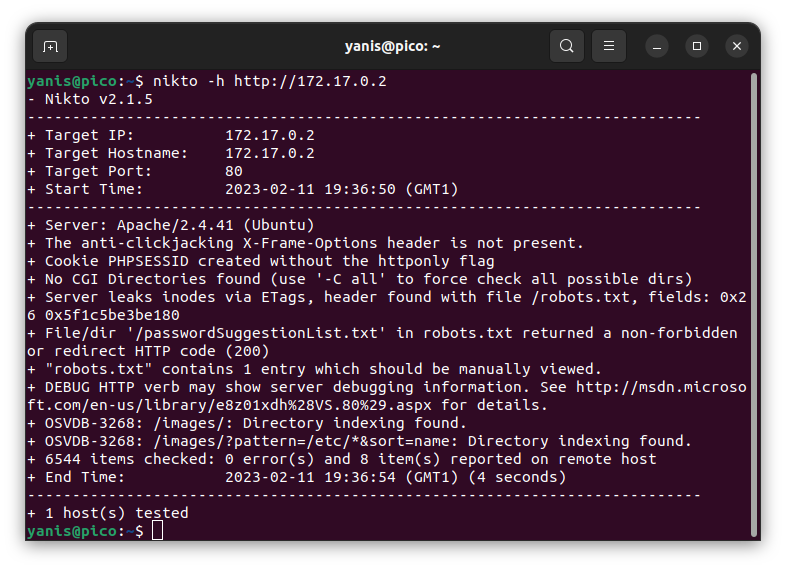 yanis@pico: ~
yanis@pico:~$ nikto -h http://172.17.0.2
- Nikto v2.1.5
---------------------------------------------------------------------------
+ Target IP:          172.17.0.2
+ Target Hostname:    172.17.0.2
+ Target Port:        80
+ Start Time:         2023-02-11 19:36:50 (GMT1)
---------------------------------------------------------------------------
+ Server: Apache/2.4.41 (Ubuntu)
+ The anti-clickjacking X-Frame-Options header is not present.
+ Cookie PHPSESSID created without the httponly flag
+ No CGI Directories found (use '-C all' to force check all possible dirs)
+ Server leaks inodes via ETags, header found with file /robots.txt, fields: 0x2
6 0x5f1c5be3be180
+ File/dir '/passwordSuggestionList.txt' in robots.txt returned a non-forbidden
or redirect HTTP code (200)
+ "robots.txt" contains 1 entry which should be manually viewed.
+ DEBUG HTTP verb may show server debugging information. See http://msdn.microso
ft.com/en-us/library/e8z01xdh%28VS.80%29.aspx for details.
+ OSVDB-3268: /images/: Directory indexing found.
+ OSVDB-3268: /images/?pattern=/etc/*&sort=name: Directory indexing found.
+ 6544 items checked: 0 error(s) and 8 item(s) reported on remote host
+ End Time:           2023-02-11 19:36:54 (GMT1) (4 seconds)
---------------------------------------------------------------------------
+ 1 host(s) tested
yanis@pico:~$